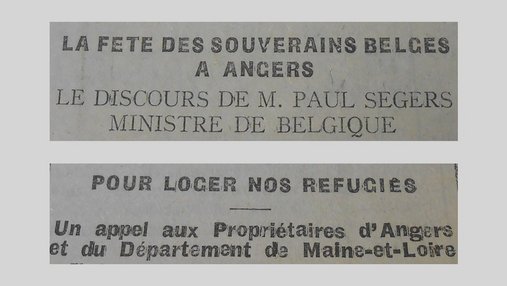 LA FETE DES SOUVERAINS BELGES
A ANGERS
LE DISCOURS DE M. PAUL SEGERS
MINISTRE DE BELGIQUE
POUR LOGER NOS REFUGIÉS
Un appel aux Propriétaires d'Angers
et du Département de Maine-et-Loire